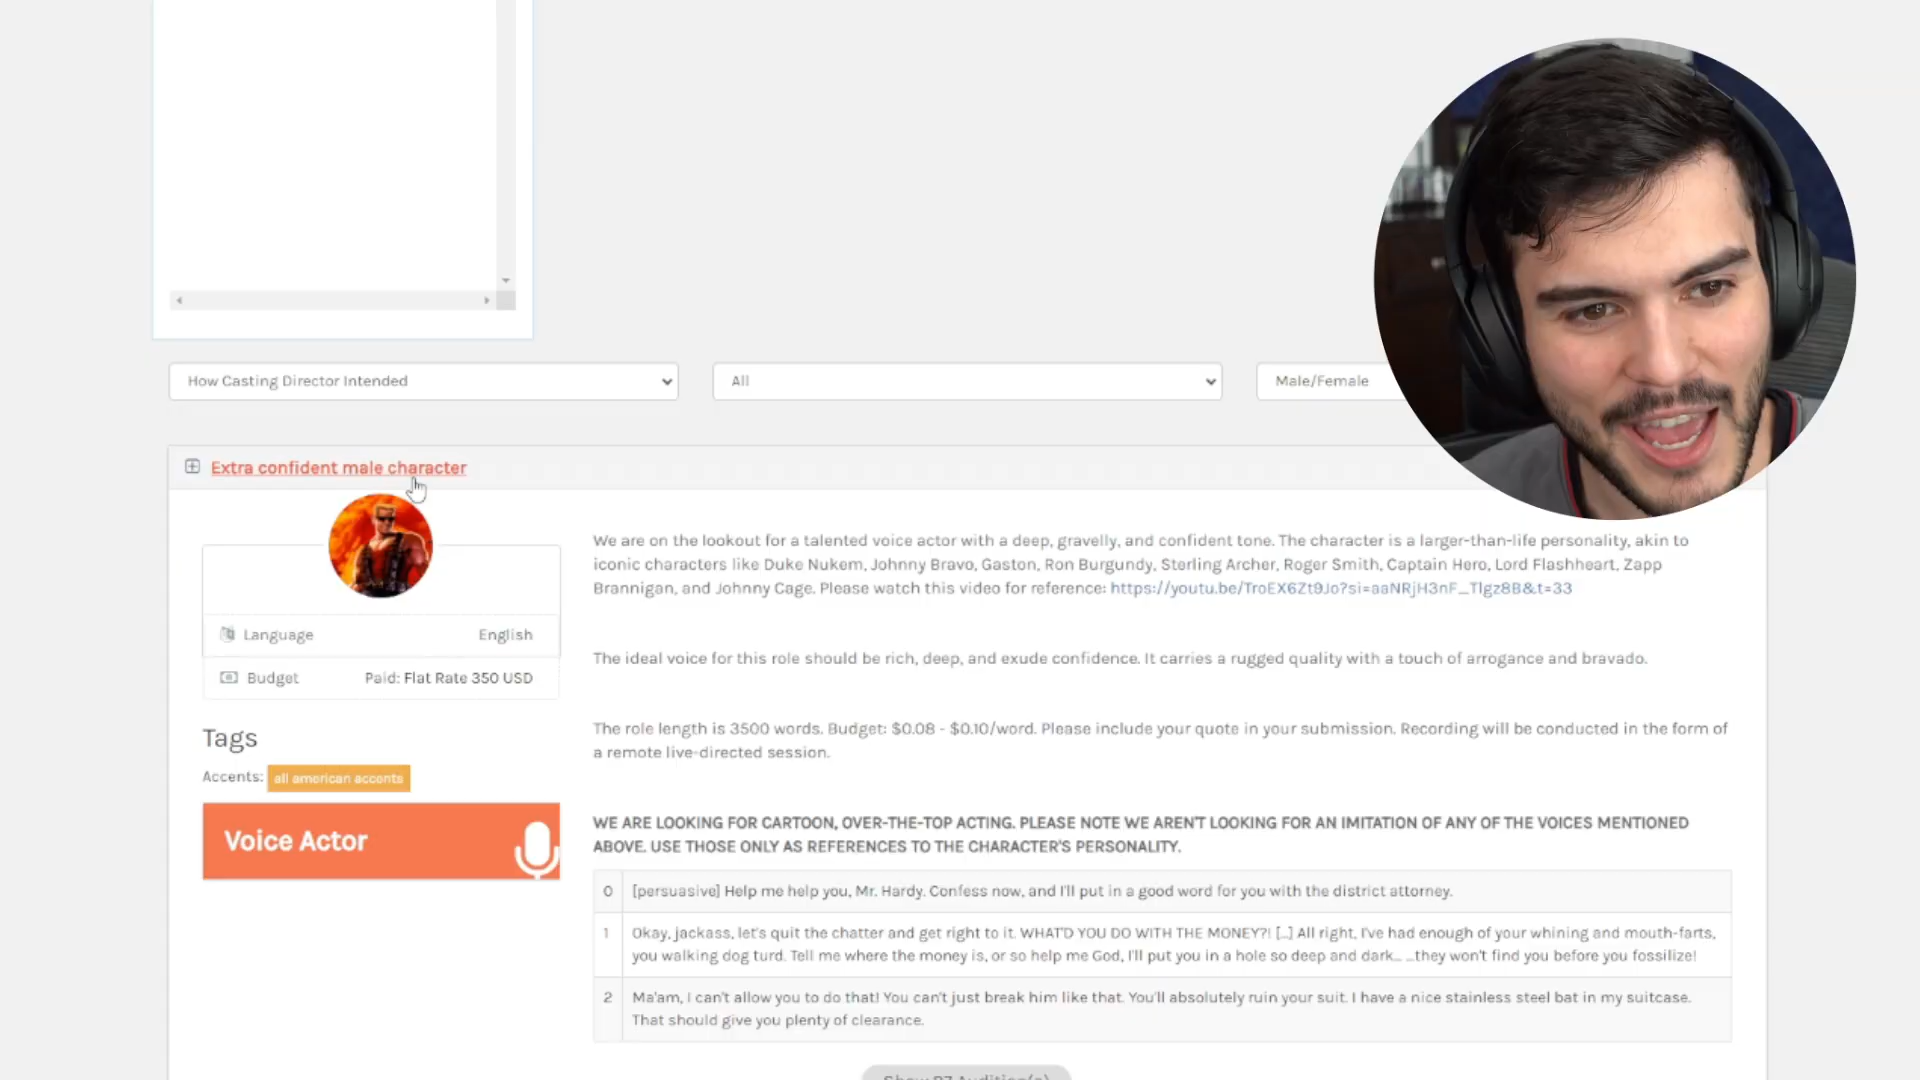 How Casting Director Intended
All
Male/Female
Extra confident male character
Language English
Budget Paid: Flat Rate 350 USD
Tags
Accents: all american accents
Voice Actor
We are on the lookout for a talented voice actor with a deep, gravelly, and confident tone. The character is a larger-than-life personality, akin to
iconic characters like Duke Nukem, Johnny Bravo, Gaston, Ron Burgundy, Sterling Archer, Roger Smith, Captain Hero, Lord Flashheart, Zapp
Brannigan, and Johnny Cage. Please watch this video for reference: https://youtu.be/TroEX6Zt9Jo?si=aaNRjH3nF_Tlgz8B&t=33
The ideal voice for this role should be rich, deep, and exude confidence. It carries a rugged quality with a touch of arrogance and bravado.
The role length is 3500 words. Budget: $0.08 - $0.10/word. Please include your quote in your submission. Recording will be conducted in the form of
a remote live-directed session.
WE ARE LOOKING FOR CARTOON, OVER-THE-TOP ACTING. PLEASE NOTE WE AREN'T LOOKING FOR AN IMITATION OF ANY OF THE VOICES MENTIONED
ABOVE. USE THOSE ONLY AS REFERENCES TO THE CHARACTER'S PERSONALITY.
0 [persuasive] Help me help you, Mr. Hardy. Confess now, and I'll put in a good word for you with the district attorney.
1 Okay, jackass, let's quit the chatter and get right to it. WHAT'D YOU DO WITH THE MONEY?! [...] All right, I've had enough of your whining and mouth-farts,
you walking dog turd. Tell me where the money is, or so help me God, I'll put you in a hole so deep and dark... ...they won't find you before you fossilize!
2 Ma'am, I can't allow you to do that! You can't just break him like that. You'll absolutely ruin your suit. I have a nice stainless steel bat in my suitcase.
That should give you plenty of clearance.